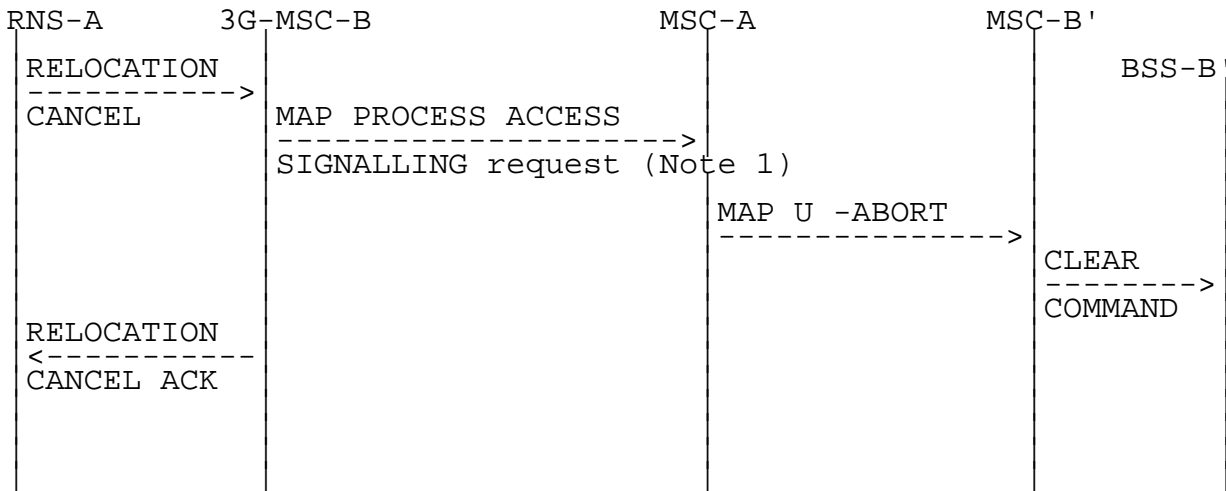 RNS-A 3G-MSC-B MSC-A MSC-B'
RELOCATION BSS-B'
----------->
CANCEL MAP PROCESS ACCESS
-------------------->
SIGNALLING request (Note 1)
MAP U -ABORT
-------------->
CLEAR
-------->
COMMAND
RELOCATION
<-----------
CANCEL ACK